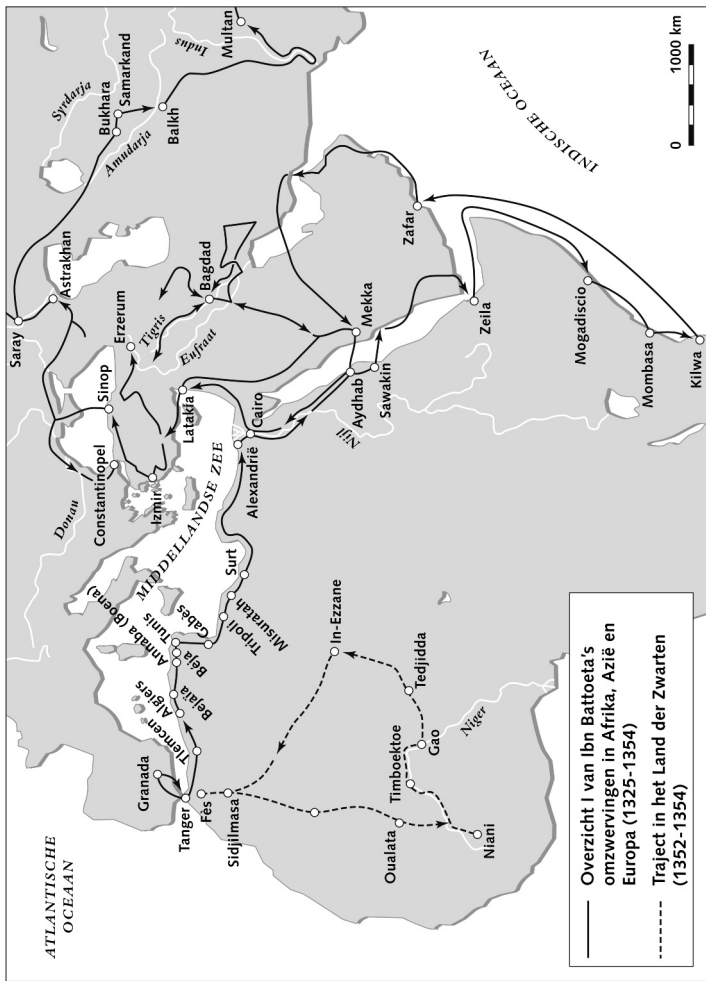 ATLANTISCHE
OCEAAN
Granada
Tanger
Fès
Sidjilmasa
Tlemcen
Algiers
Bejaïa
Béja
Annaba (Boena)
Tunis
Gabès
Tripoli
Misuratah
Surt
MIDDELLANDSE ZEE
Alexandrië
Cairo
Nijl
Donau
Constantinopel
Izmir
Sinop
Latakia
Erzerum
Tigris
Eufraat
Bagdad
Saray
Astrakhan
Syrdarja
Bukhara
Samarkand
Amudarja
Balkh
Indus
Multan
Mekka
Aydhab
Sawakin
Zafar
Zeila
Mogadiscio
Mombasa
Kilwa
INDISCHE OCEAAN
Oualata
Niani
Timboektoe
Gao
Niger
Tedjidda
In-Ezzane
Overzicht I van Ibn Battoeta's
omzwervingen in Afrika, Azië en
Europa (1325-1354)
Traject in het Land der Zwarten
(1352-1354)
0 1000 km